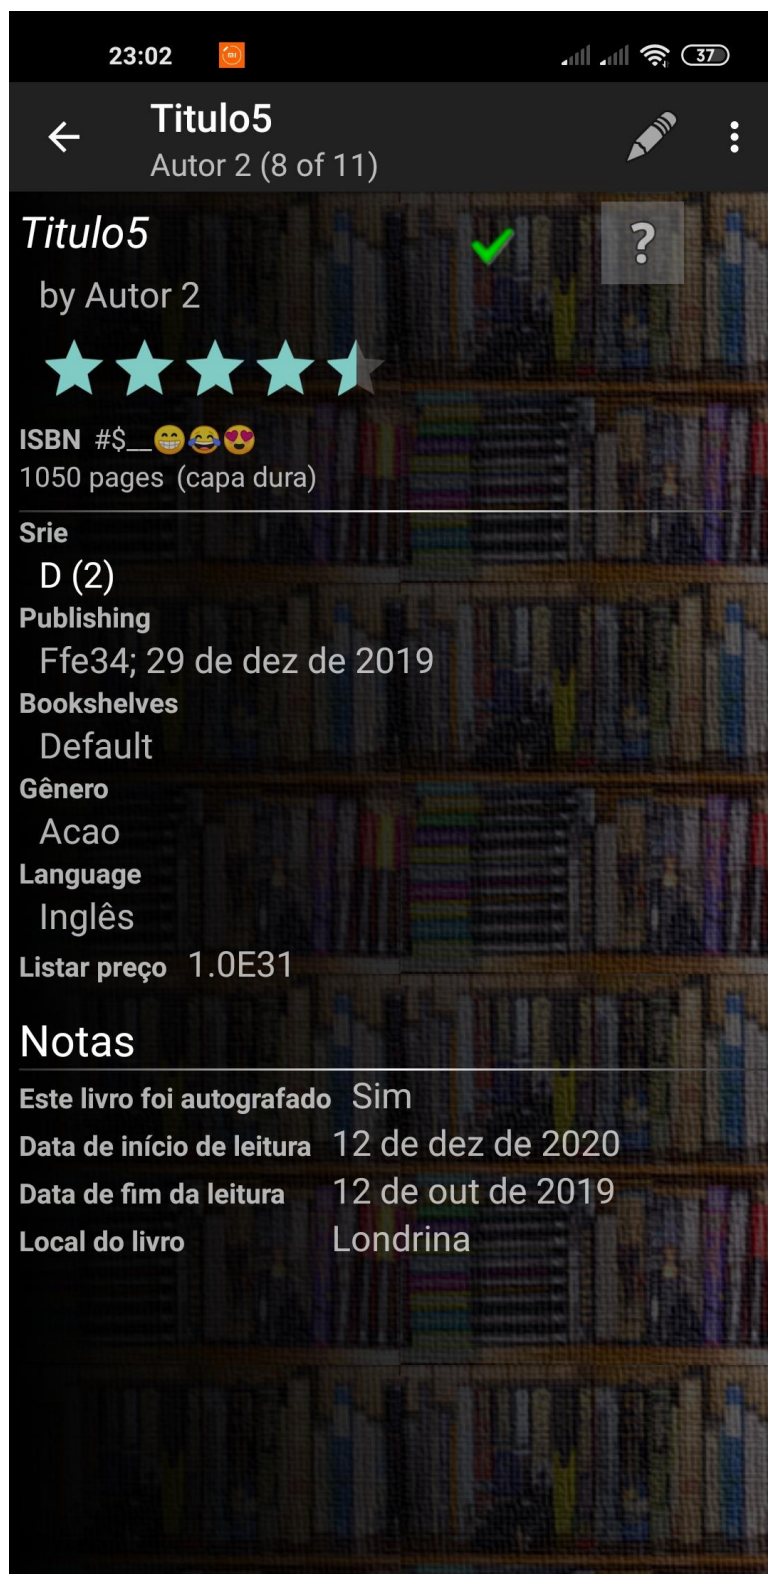 23:02 37
Titulo5
Autor 2 (8 of 11)
Titulo5
?
by Autor 2
ISBN #$__😁😂😍
1050 pages (capa dura)
Srie
D (2)
Publishing
Ffe34; 29 de dez de 2019
Bookshelves
Default
Gênero
Acao
Language
Inglês
Listar preço 1.0E31
Notas
Este livro foi autografado Sim
Data de início de leitura 12 de dez de 2020
Data de fim da leitura 12 de out de 2019
Local do livro Londrina